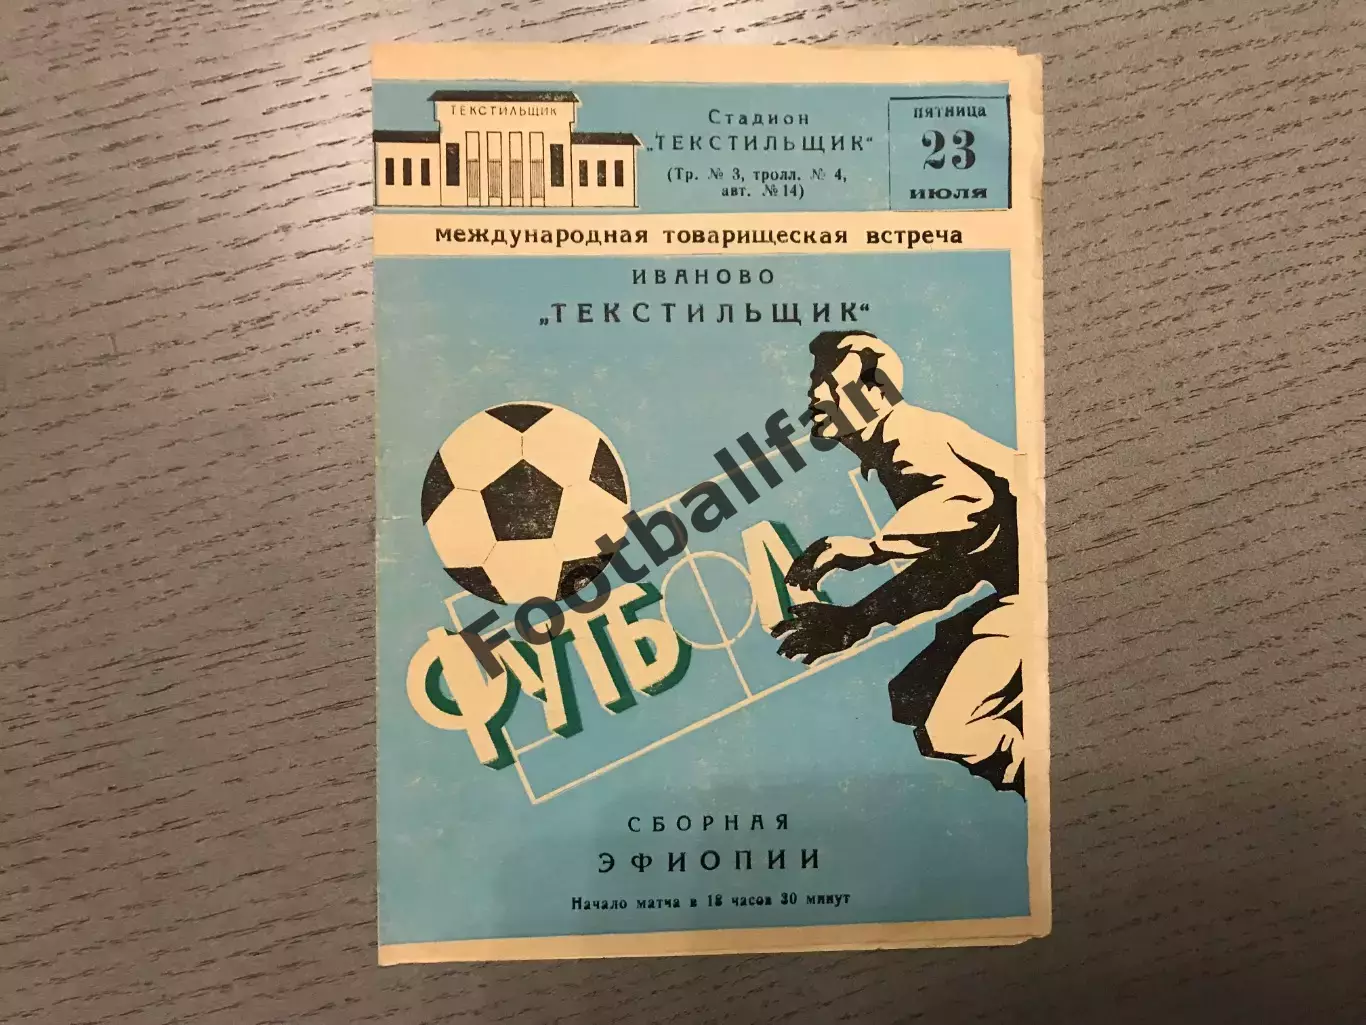 ТЕКСТИЛЬЩИК
Стадион
„ТЕКСТИЛЬЩИК“
(Тр. № 3, тролл. № 4,
авт. № 14)
ПЯТНИЦА
23
ИЮЛЯ
международная товарищеская встреча
ИВАНОВО
„ТЕКСТИЛЬЩИК“
ФУТБОЛ
Footballfan
СБОРНАЯ
ЭФИОПИИ
Начало матча в 18 часов 30 минут